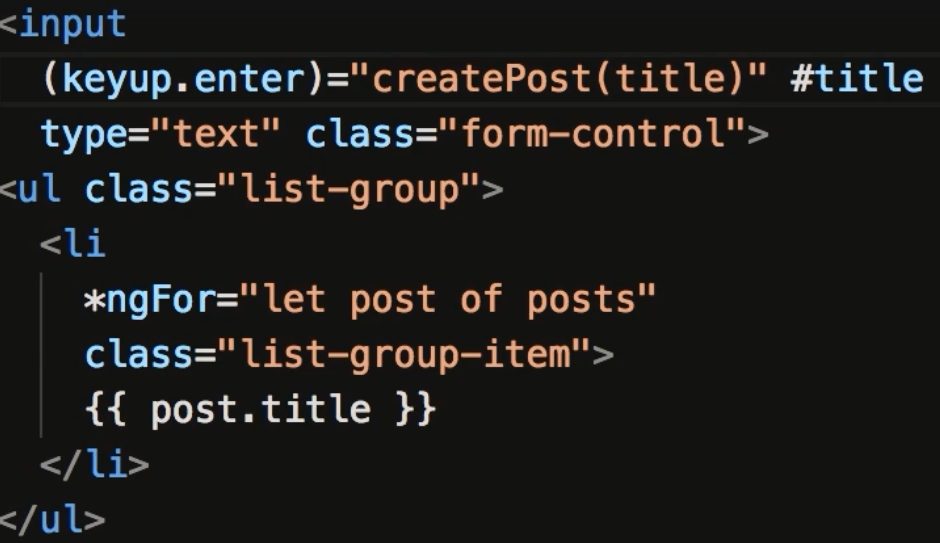 <input
(keyup.enter)="createPost(title)" #title
type="text" class="form-control">
<ul class="list-group">
<li
*ngFor="let post of posts"
class="list-group-item">
{{ post.title }}
</li>
</ul>